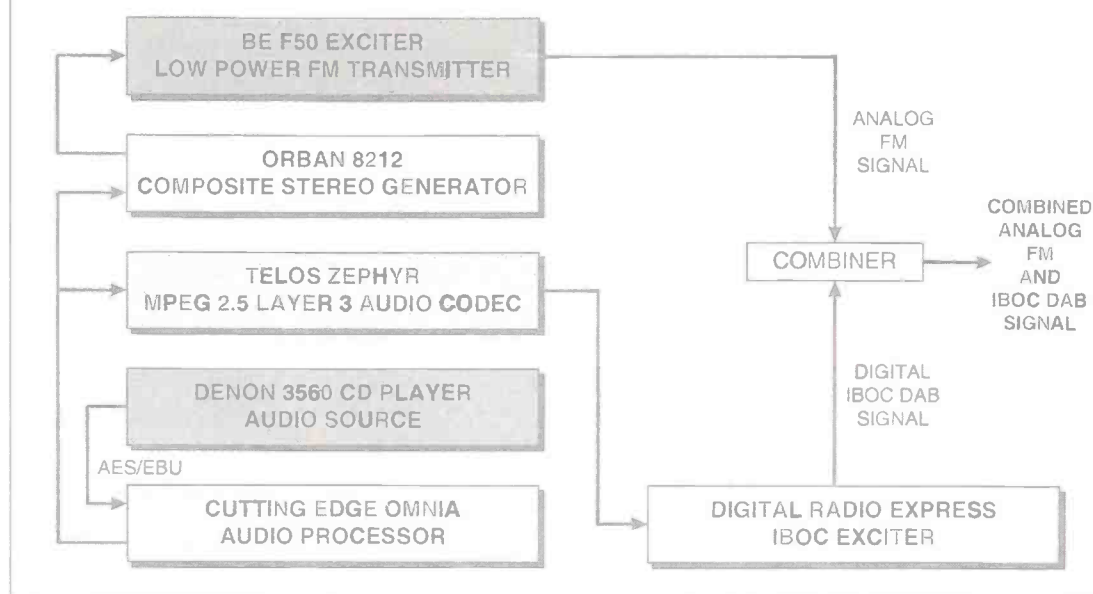 BE F50 EXCITER
LOW POWER FM TRANSMITTER
ORBAN 8212
COMPOSITE STEREO GENERATOR
TELOS ZEPHYR
MPEG 2.5 LAYER 3 AUDIO CODEC
DENON 3560 CD PLAYER
AUDIO SOURCE
AES/EBU
CUTTING EDGE OMNIA
AUDIO PROCESSOR
ANALOG
FM
SIGNAL
COMBINER
COMBINED
ANALOG
FM
AND
IBOC DAB
SIGNAL
DIGITAL
IBOC DAB
SIGNAL
DIGITAL RADIO EXPRESS
IBOC EXCITER